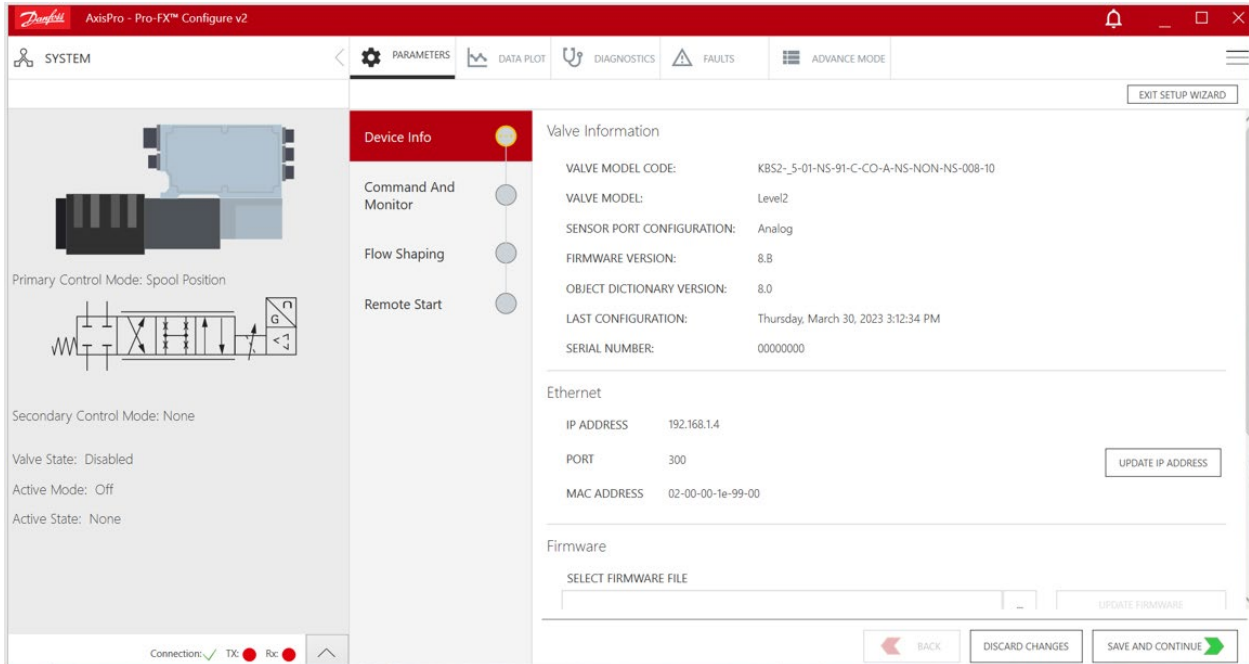 Danfoss AxisPro - Pro-FX™ Configure v2
SYSTEM
PARAMETERS
DATA PLOT
DIAGNOSTICS
FAULTS
ADVANCE MODE
EXIT SETUP WIZARD
Primary Control Mode: Spool Position
G
Secondary Control Mode: None
Valve State: Disabled
Active Mode: Off
Active State: None
Connection: TX: Rx:
Device Info
Command And
Monitor
Flow Shaping
Remote Start
Valve Information
VALVE MODEL CODE: KBS2-_5-01-NS-91-C-CO-A-NS-NON-NS-008-10
VALVE MODEL: Level2
SENSOR PORT CONFIGURATION: Analog
FIRMWARE VERSION: 8.B
OBJECT DICTIONARY VERSION: 8.0
LAST CONFIGURATION: Thursday, March 30, 2023 3:12:34 PM
SERIAL NUMBER: 00000000
Ethernet
IP ADDRESS 192.168.1.4
PORT 300
UPDATE IP ADDRESS
MAC ADDRESS 02-00-00-1e-99-00
Firmware
SELECT FIRMWARE FILE
UPDATE FIRMWARE
BACK
DISCARD CHANGES
SAVE AND CONTINUE